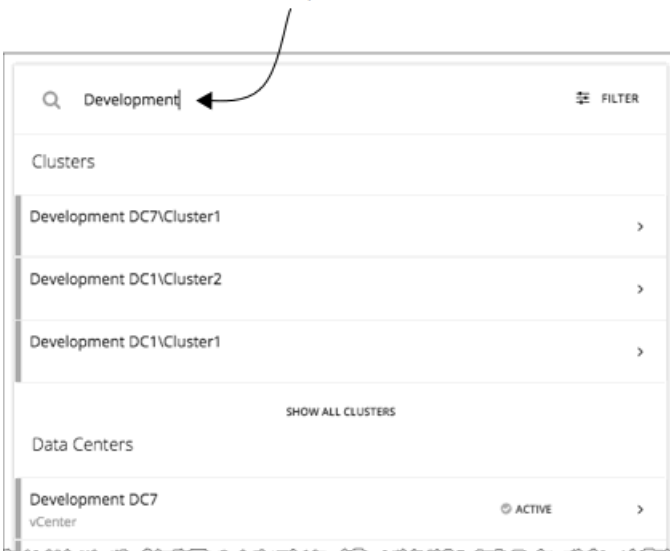 Development
FILTER
Clusters
Development DC7\Cluster1
Development DC1\Cluster2
Development DC1\Cluster1
SHOW ALL CLUSTERS
Data Centers
Development DC7
ACTIVE
vCenter